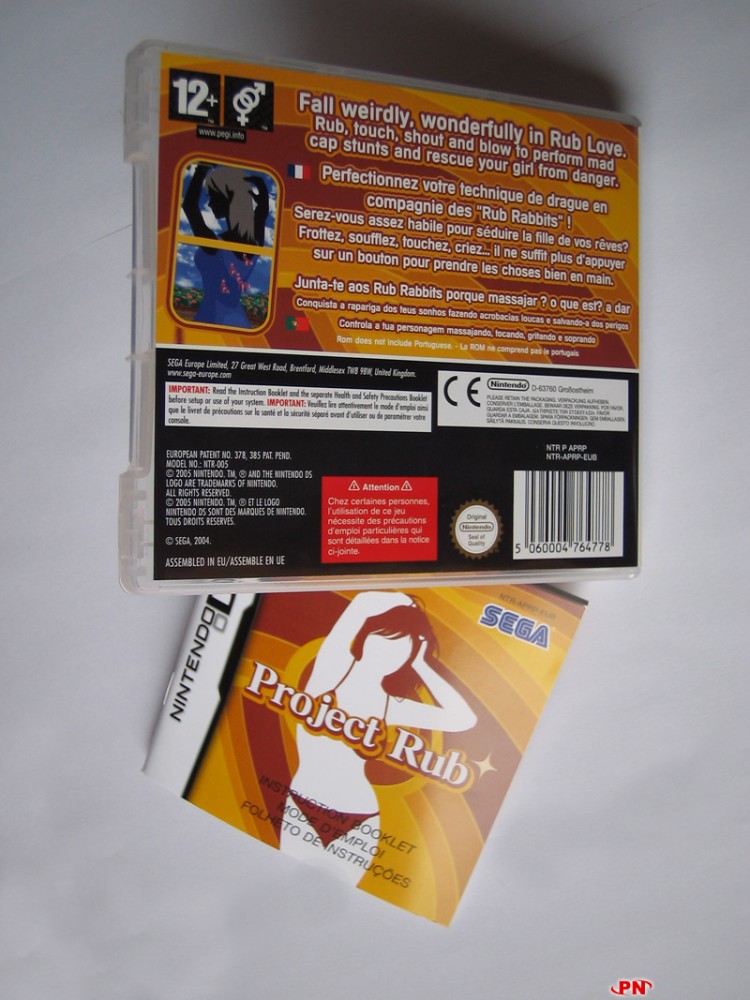 12+
www.pegi.info
Fall weirdly, wonderfully in Rub Love.
Rub, touch, shout and blow to perform mad
cap stunts and rescue your girl from danger.
Perfectionnez votre technique de drague en
compagnie des "Rub Rabbits" !
Serez-vous assez habile pour séduire la fille de vos rêves?
Frottez, soufflez, touchez, criez... il ne suffit plus d'appuyer
sur un bouton pour prendre les choses bien en main.
Junta-te aos Rub Rabbits porque massajar ? o que est? a dar
Conquista a rapariga dos teus sonhos fazendo acrobacias loucas e salvando-a dos perigos
Controla a tua personagem massajando, tocando, gritando e soprando
Rom does not include Portuguese. - La ROM ne comprend pas le portugais
SEGA Europe Limited, 27 Great West Road, Brentford, Middlesex TW8 9BW, United Kingdom.
www.sega-europe.com
IMPORTANT: Read the Instruction Booklet and the separate Health and Safety Precautions Booklet
before setup or use of your system. IMPORTANT: Veuillez lire attentivement le mode d'emploi ainsi
que le livret de précautions sur la santé et la sécurité séparé avant d'utiliser ou de paramétrer votre
console.
CE
Nintendo D-63760 Großostheim
PLEASE RETAIN THE PACKAGING. VERPACKUNG AUFHEBEN.
CONSERVER L'EMBALLAGE.
GUARDA ESTA CAJA.
NTR P APRP
NTR-APRP-EUB
EUROPEAN PATENT NO. 378, 385 PAT. PEND.
MODEL NO.: NTR-005
© 2005 NINTENDO. TM, ® AND THE NINTENDO DS
LOGO ARE TRADEMARKS OF NINTENDO.
ALL RIGHTS RESERVED.
© 2005 NINTENDO. TM, ® ET LE LOGO
NINTENDO DS SONT DES MARQUES DE NINTENDO.
TOUS DROITS RESERVES.
© SEGA, 2004.
ASSEMBLED IN EU/ASSEMBLE EN UE
Attention
Chez certaines personnes,
l'utilisation de ce jeu
nécessite des précautions
d'emploi particulières qui
sont détaillées dans la notice
ci-jointe.
Original
Nintendo
Seal of
Quality
5 060004 764778
NINTENDO
NTR-APRP-EUB
SEGA
Project Rub
INSTRUCTION BOOKLET
MODE D'EMPLOI
FOLHETO DE INSTRUÇÕES
PN